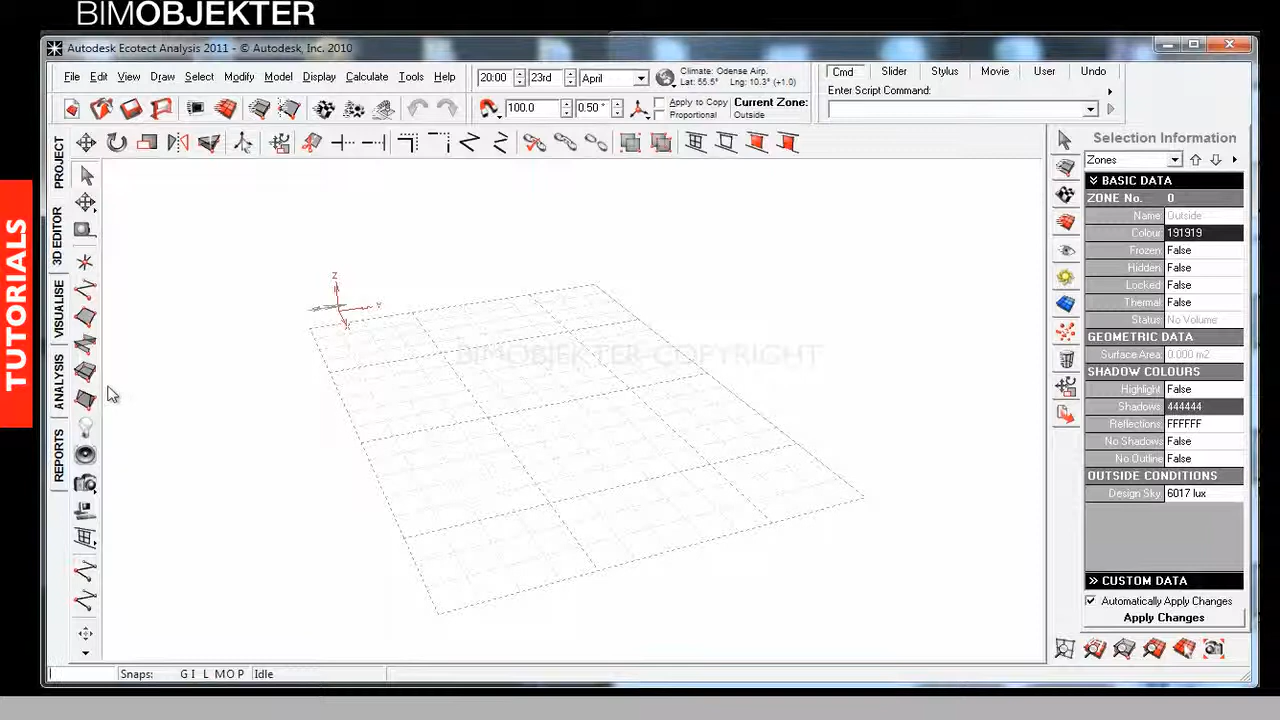 BIMOBJEKTER
TUTORIALS
Autodesk Ecotect Analysis 2011 - © Autodesk, Inc. 2010
File Edit View Draw Select Modify Model Display Calculate Tools Help
20:00 23rd April
Climate: Odense Airp.
Lat: 55.5° Lng: 10.3° (+1.0)
Cmd Slider Stylus Movie User Undo
Enter Script Command:
100.0 0.50 °
Apply to Copy
Proportional
Current Zone:
Outside
PROJECT
3D EDITOR
VISUALISE
ANALYSIS
REPORTS
Z
Y
X
BIMOBJEKTER COPYRIGHT
Selection Information
Zones
BASIC DATA
ZONE No. 0
Name Outside
Colour 191919
Frozen False
Hidden False
Locked False
Thermal False
Status No Volume
GEOMETRIC DATA
Surface Area: 0.000 m2
SHADOW COLOURS
Highlight False
Shadows 444444
Reflections FFFFFF
No Shadows False
No Outline False
OUTSIDE CONDITIONS
Design Sky 6017 lux
CUSTOM DATA
Automatically Apply Changes
Apply Changes
Snaps: G I L M O P Idle